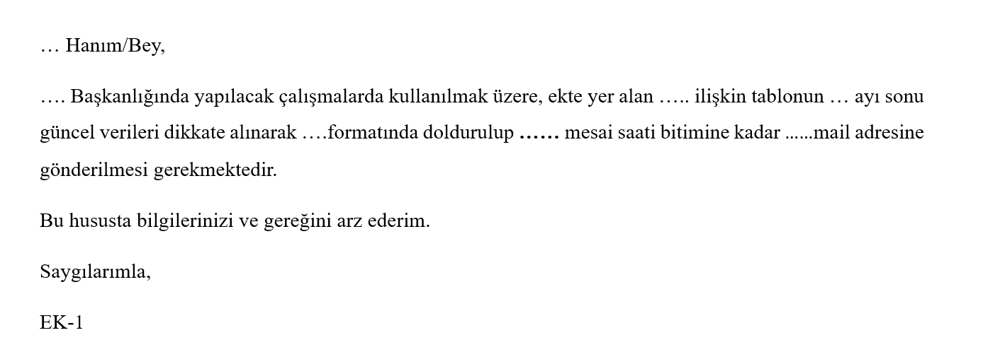 … Hanım/Bey,
…. Başkanlığında yapılacak çalışmalarda kullanılmak üzere, ekte yer alan ….. ilişkin tablonun … ayı sonu
güncel verileri dikkate alınarak ….formatında doldurulup …… mesai saati bitimine kadar ......mail adresine
gönderilmesi gerekmektedir.
Bu hususta bilgilerinizi ve gereğini arz ederim.
Saygılarımla,
EK-1